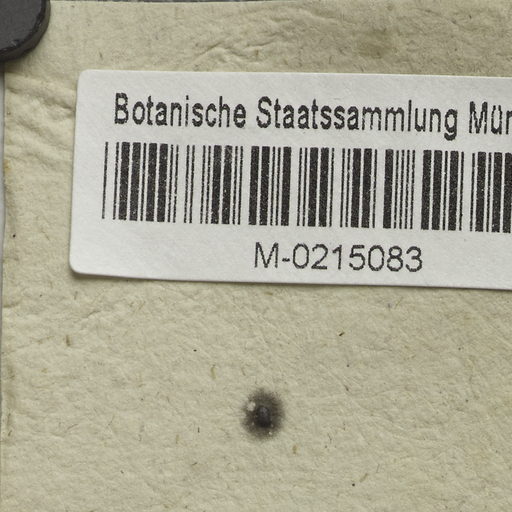 Botanische Staatssammlung Mün
M-0215083